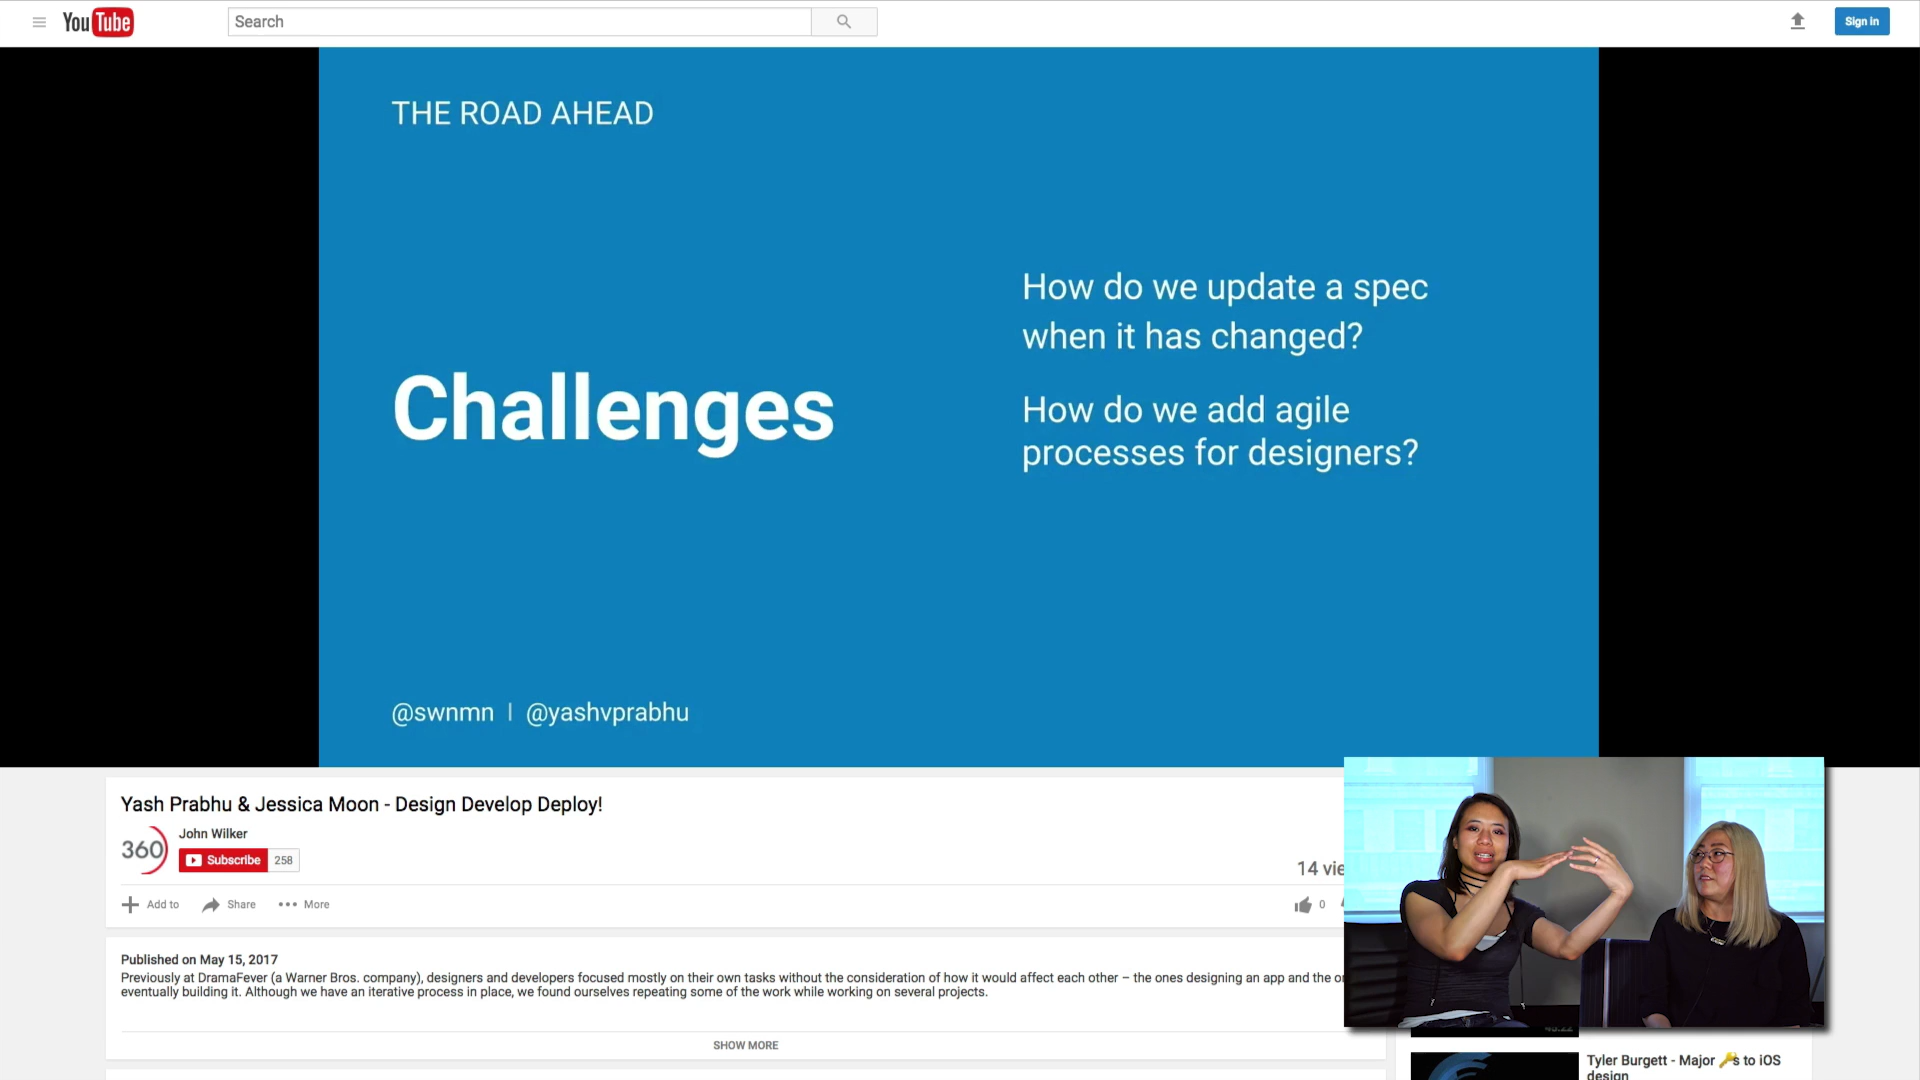 YouTube
Search
Sign in
THE ROAD AHEAD
Challenges
How do we update a spec
when it has changed?
How do we add agile
processes for designers?
@swnmn | @yashvprabhu
Yash Prabhu & Jessica Moon - Design Develop Deploy!
360
John Wilker
Subscribe 258
14
Add to Share More
0
Published on May 15, 2017
Previously at DramaFever (a Warner Bros. company), designers and developers focused mostly on their own tasks without the consideration of how it would affect each other – the ones designing an app and the
eventually building it. Although we have an iterative process in place, we found ourselves repeating some of the work while working on several projects.
SHOW MORE
Tyler Burgett - Major 🔑s to iOS
design